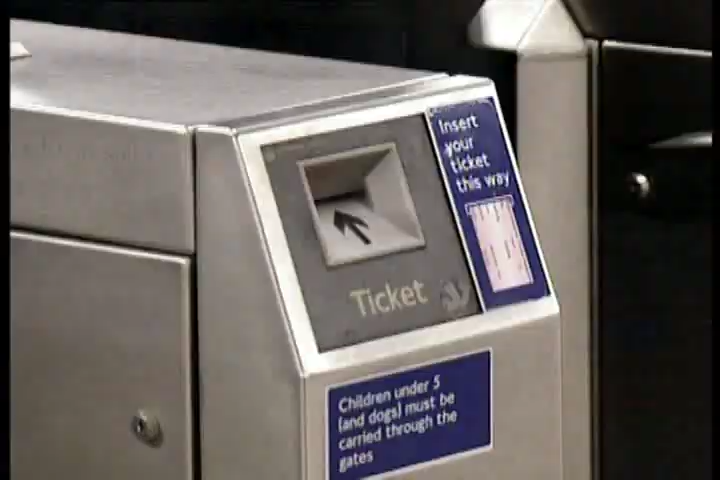 Insert
your
ticket
this way
Ticket
Children under 5
(and dogs) must be
carried through the
gates